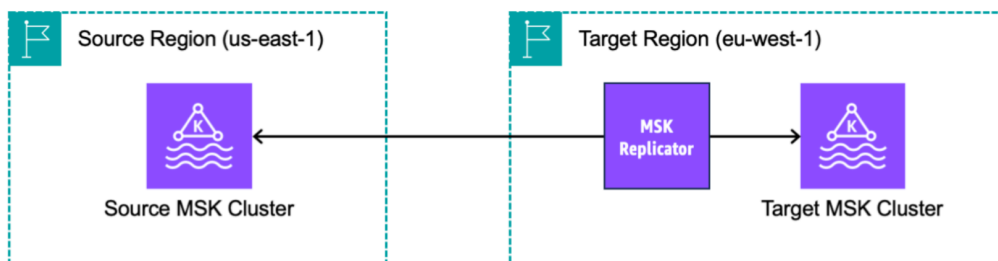 Source Region (us-east-1)
Target Region (eu-west-1)
K
MSK
Replicator
K
Source MSK Cluster
Target MSK Cluster